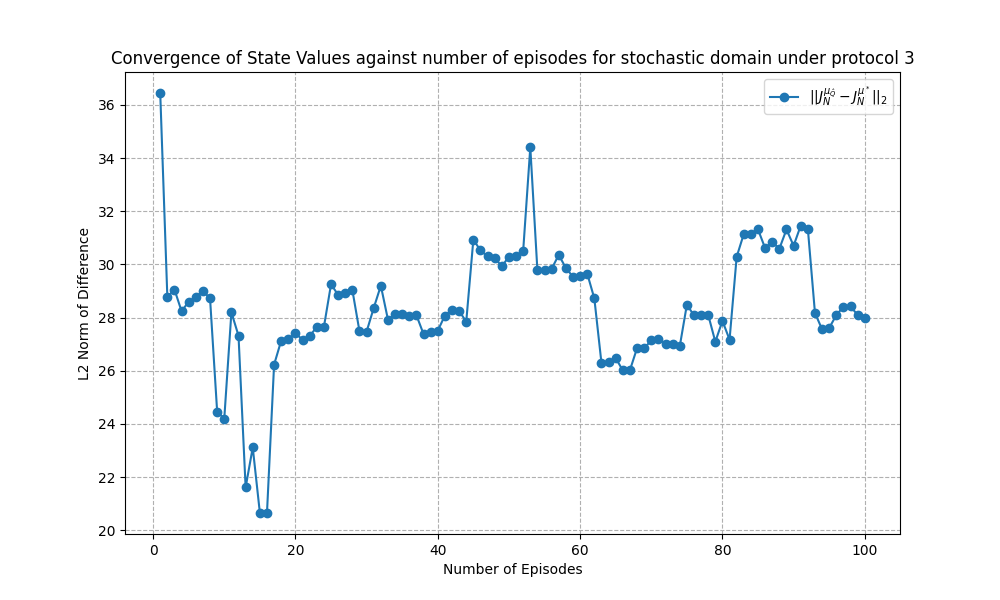 Convergence of State Values against number of episodes for stochastic domain under protocol 3
||J_N^{μ_Q̂} − J_N^{μ^*}||_2
36
34
32
30
28
26
24
22
20
L2 Norm of Difference
0 20 40 60 80 100
Number of Episodes